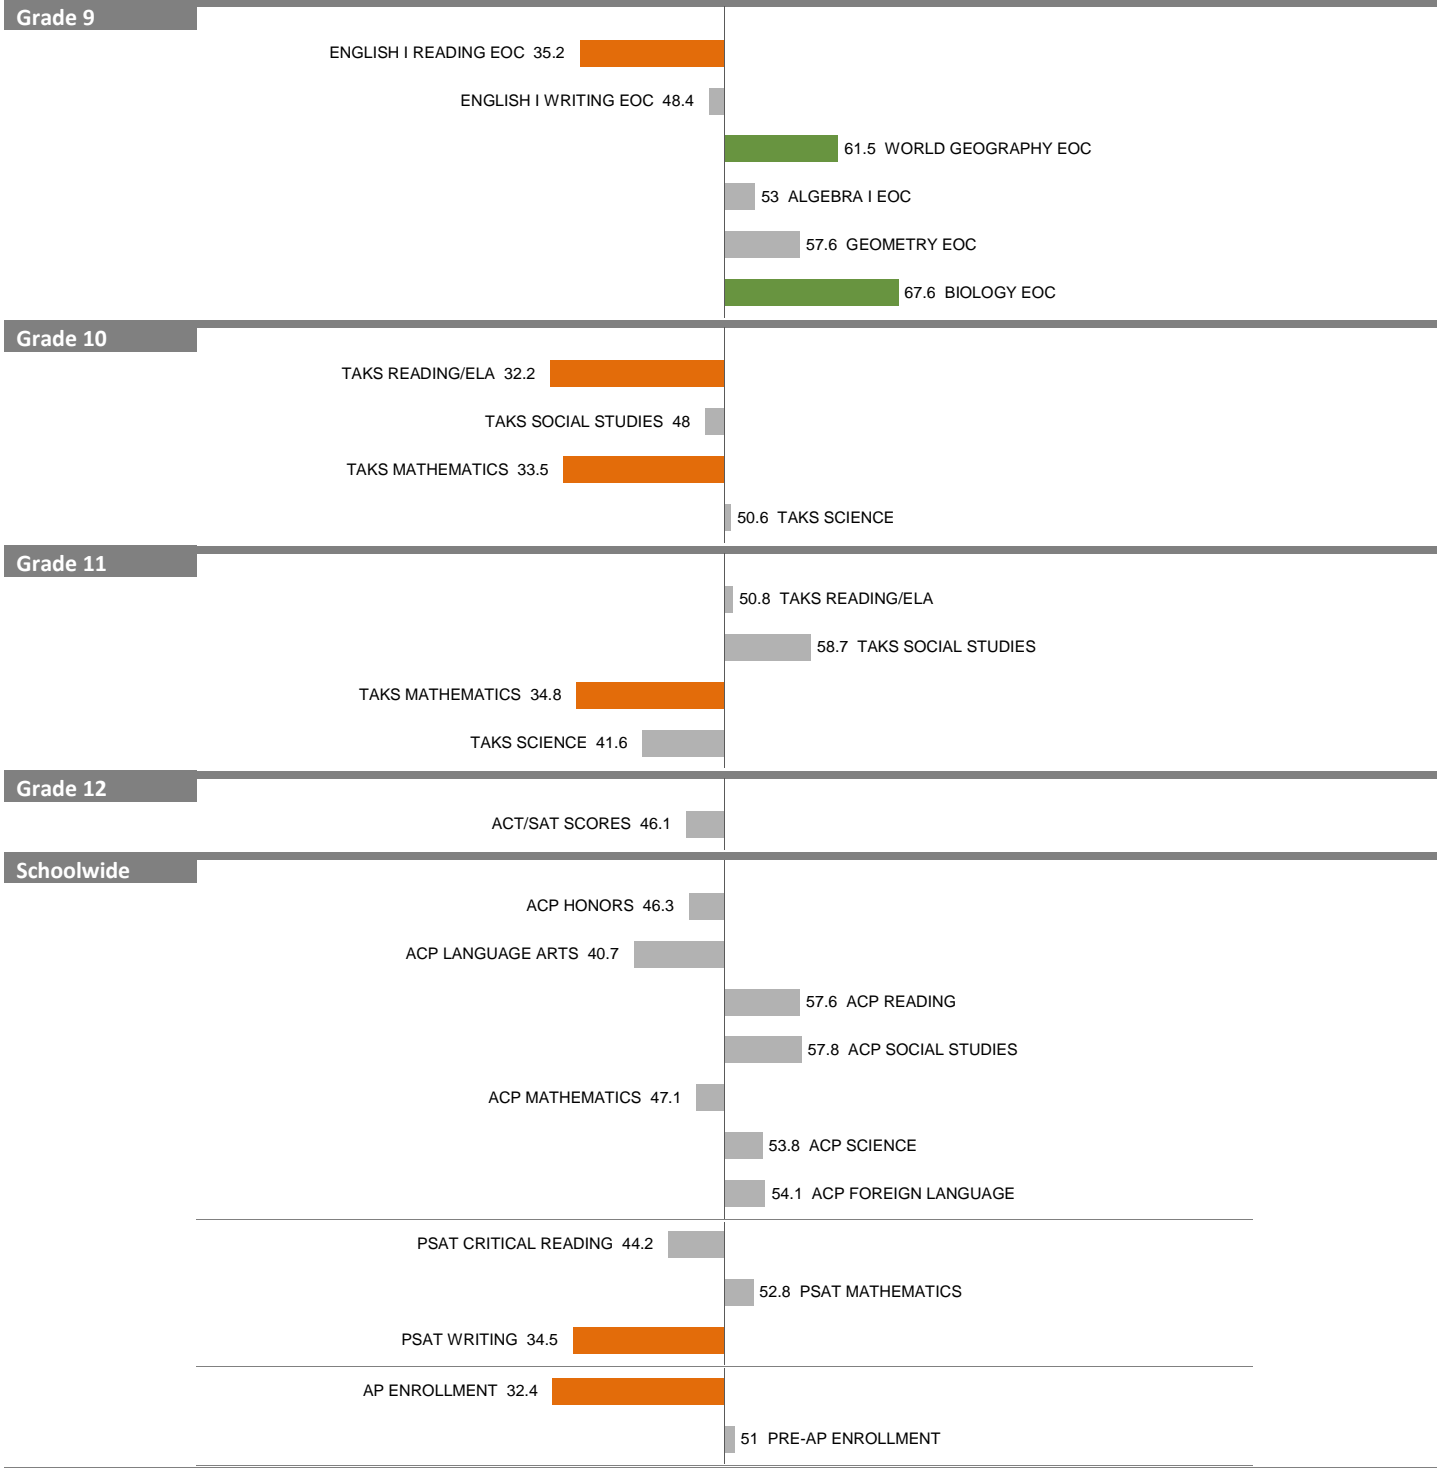 Grade 9
ENGLISH I READING EOC 35.2
ENGLISH I WRITING EOC 48.4
61.5 WORLD GEOGRAPHY EOC
53 ALGEBRA I EOC
57.6 GEOMETRY EOC
67.6 BIOLOGY EOC
Grade 10
TAKS READING/ELA 32.2
TAKS SOCIAL STUDIES 48
TAKS MATHEMATICS 33.5
50.6 TAKS SCIENCE
Grade 11
50.8 TAKS READING/ELA
58.7 TAKS SOCIAL STUDIES
TAKS MATHEMATICS 34.8
TAKS SCIENCE 41.6
Grade 12
ACT/SAT SCORES 46.1
Schoolwide
ACP HONORS 46.3
ACP LANGUAGE ARTS 40.7
57.6 ACP READING
57.8 ACP SOCIAL STUDIES
ACP MATHEMATICS 47.1
53.8 ACP SCIENCE
54.1 ACP FOREIGN LANGUAGE
PSAT CRITICAL READING 44.2
52.8 PSAT MATHEMATICS
PSAT WRITING 34.5
AP ENROLLMENT 32.4
51 PRE-AP ENROLLMENT